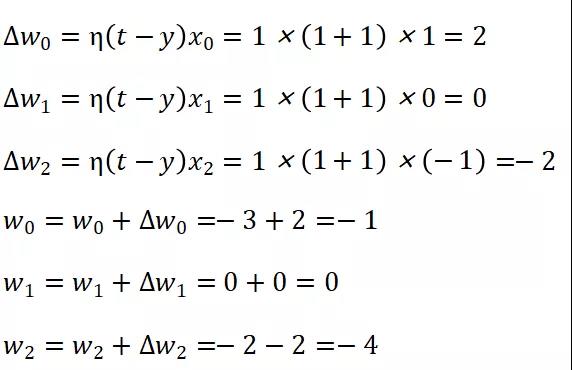 Δw₀ = η(t − y)x₀ = 1 × (1 + 1) × 1 = 2
Δw₁ = η(t − y)x₁ = 1 × (1 + 1) × 0 = 0
Δw₂ = η(t − y)x₂ = 1 × (1 + 1) × (− 1) =− 2
w₀ = w₀ + Δw₀ =− 3 + 2 =− 1
w₁ = w₁ + Δw₁ = 0 + 0 = 0
w₂ = w₂ + Δw₂ =− 2 − 2 =− 4